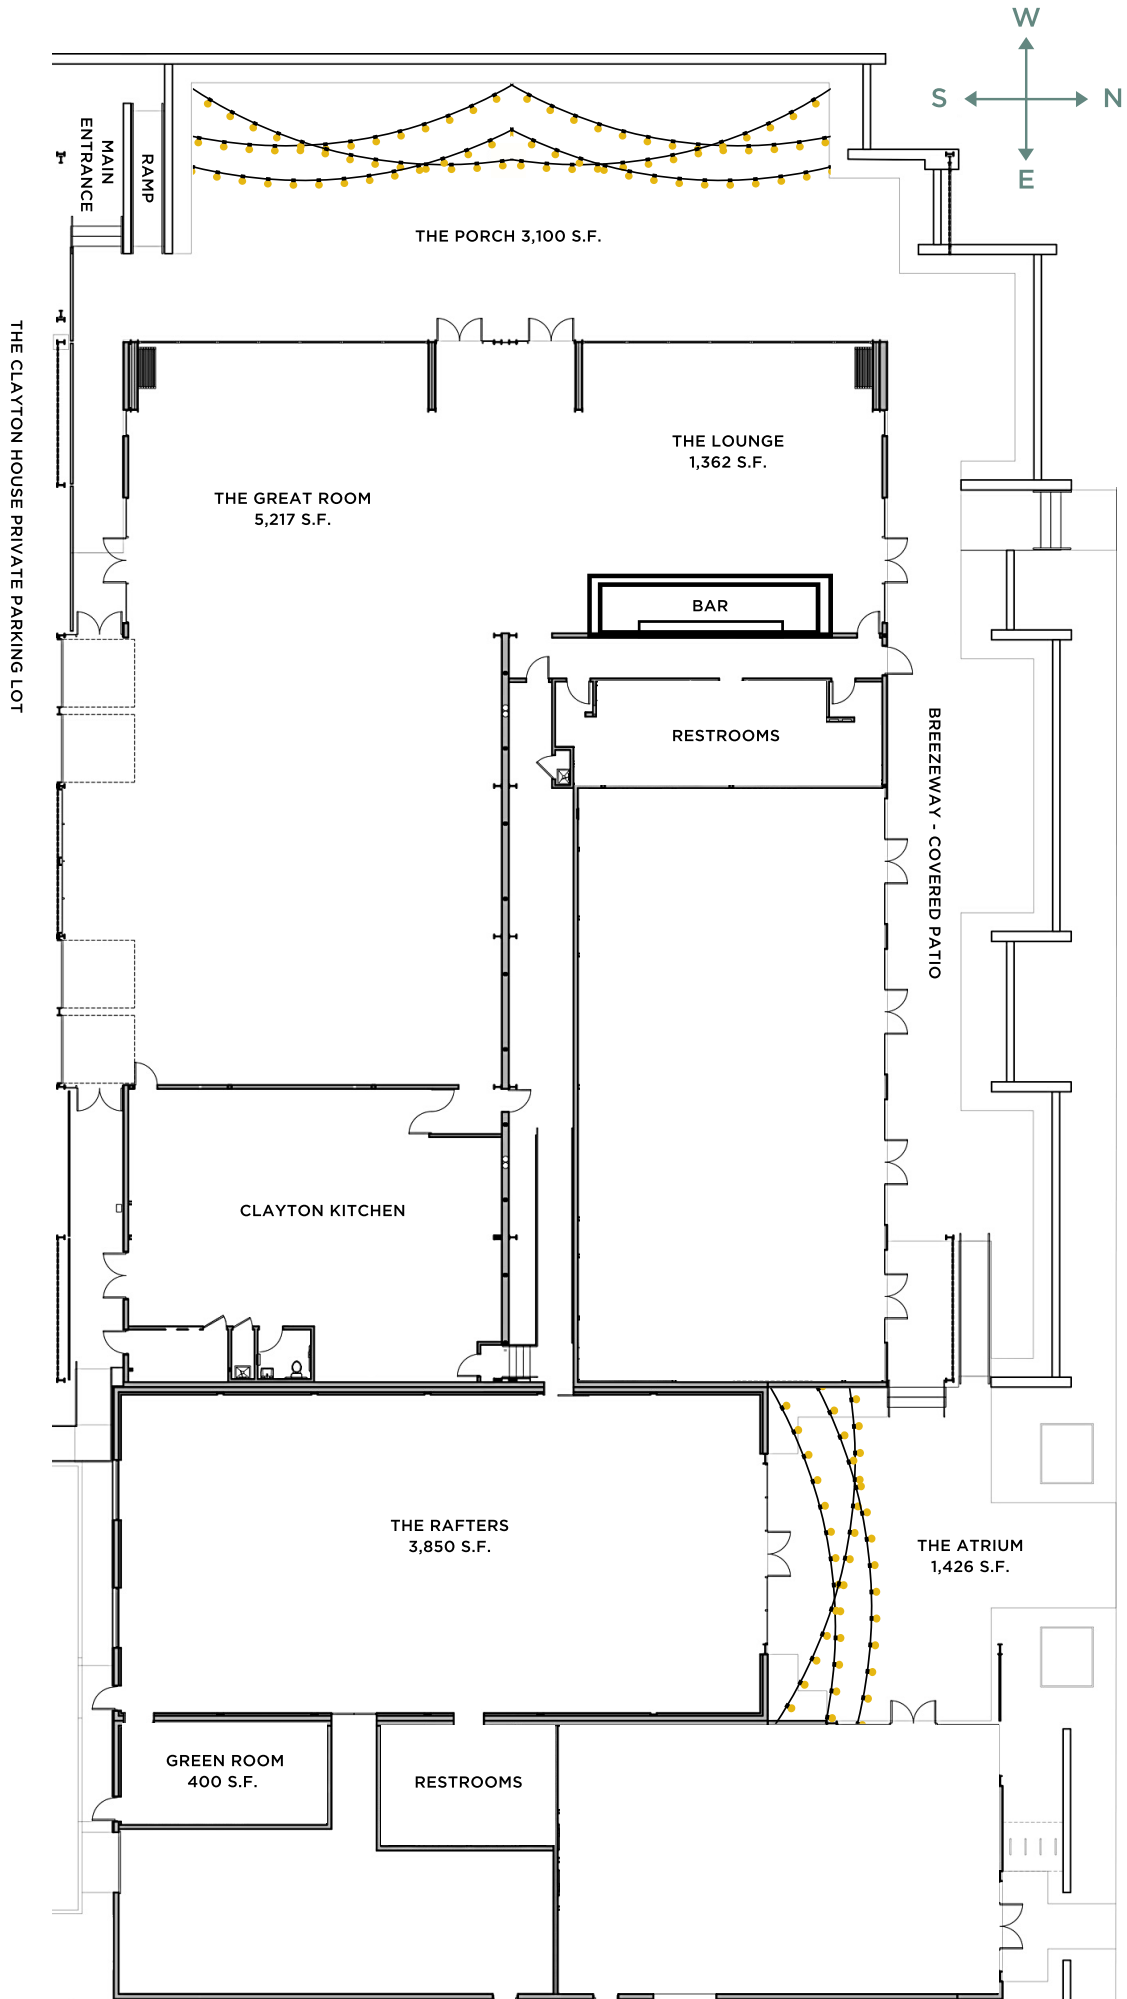 W
S
N
E
MAIN
ENTRANCE
RAMP
THE PORCH 3,100 S.F.
THE CLAYTON HOUSE PRIVATE PARKING LOT
THE LOUNGE
1,362 S.F.
THE GREAT ROOM
5,217 S.F.
BAR
RESTROOMS
BREEZEWAY - COVERED PATIO
CLAYTON KITCHEN
THE RAFTERS
3,850 S.F.
THE ATRIUM
1,426 S.F.
GREEN ROOM
400 S.F.
RESTROOMS